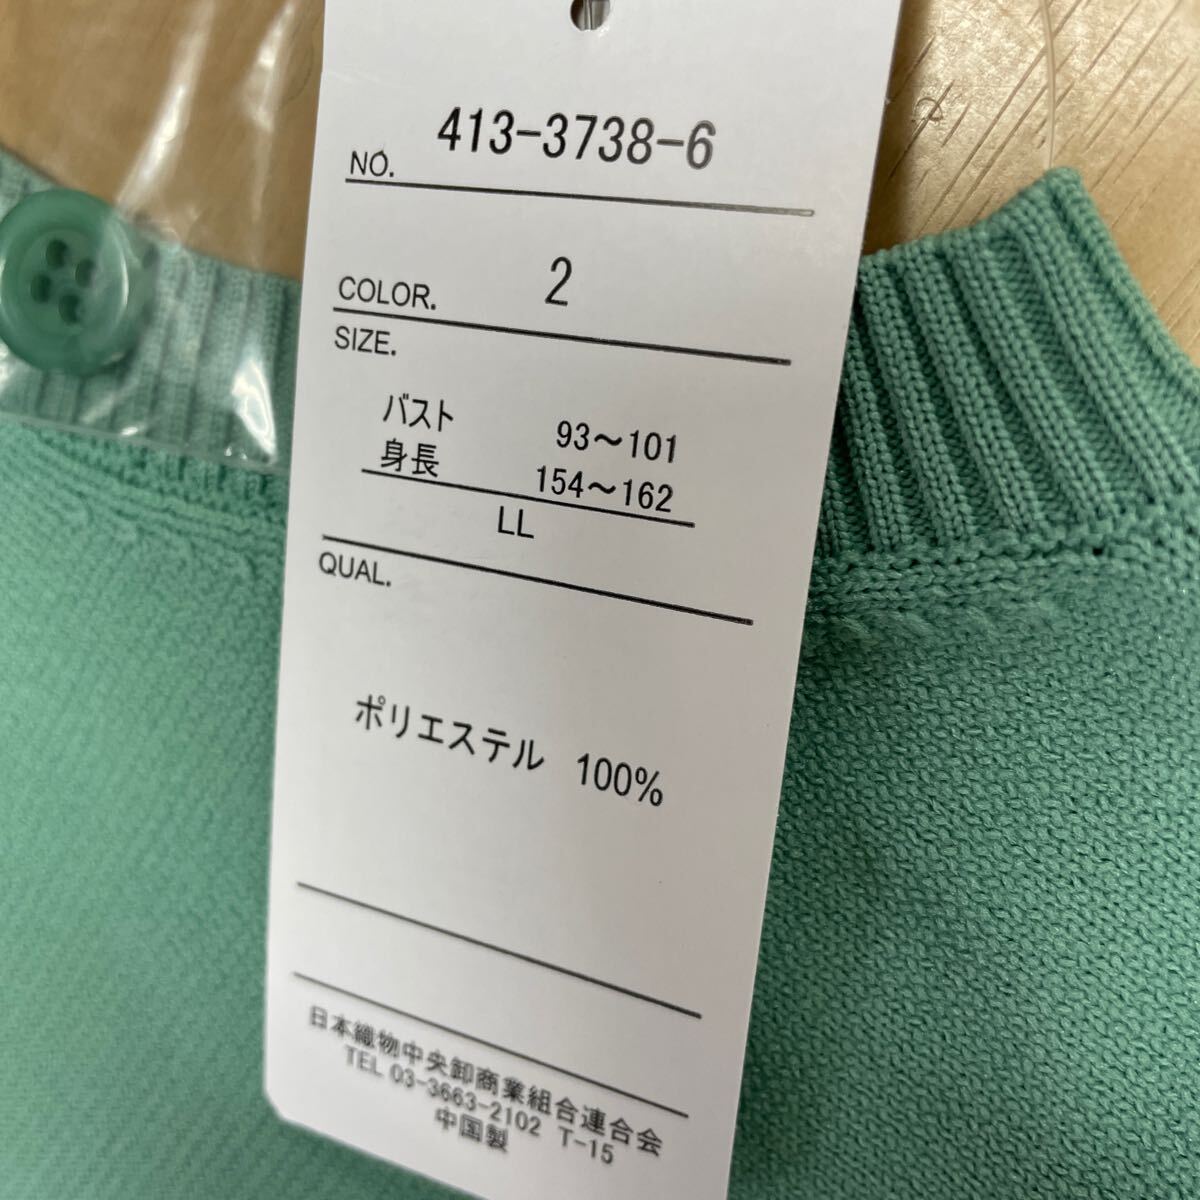 413-3738-6
NO.
2
COLOR.
SIZE.
バスト 93～101
身長 154～162
LL
QUAL.
ポリエステル 100%
日本織物中央卸商業組合連合会
TEL 03-3663-2102 T-15
中国製